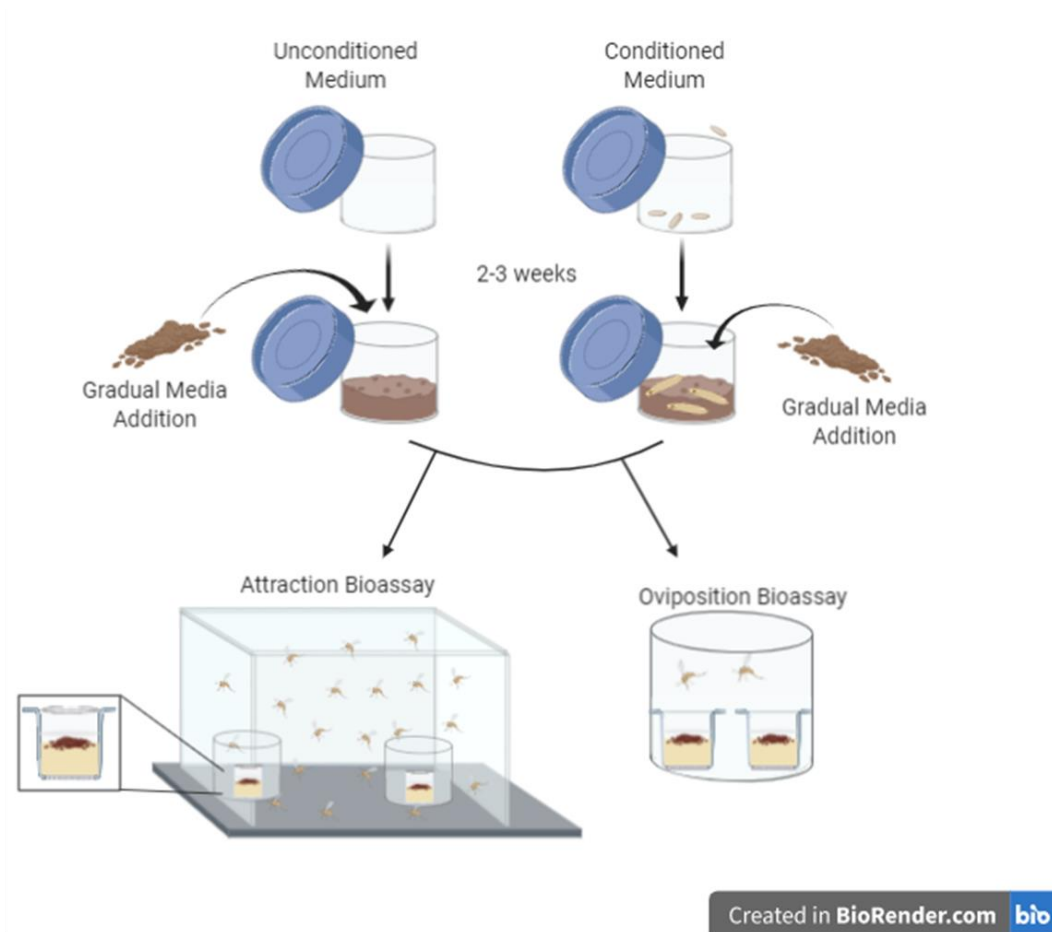 Unconditioned
Medium
Conditioned
Medium
2-3 weeks
Gradual Media
Addition
Gradual Media
Addition
Attraction Bioassay
Oviposition Bioassay
Created in BioRender.com bio